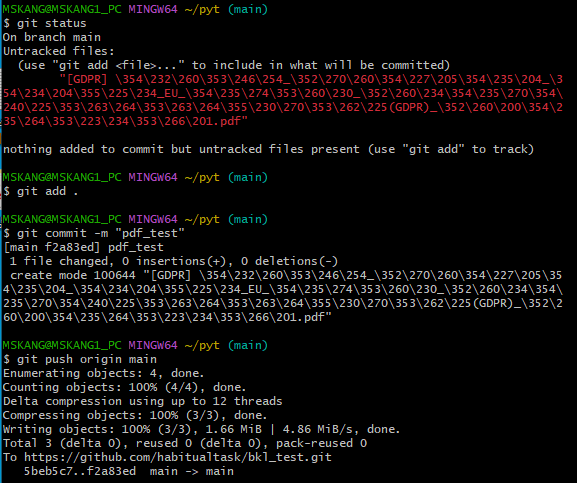 MSKANG@MSKANG1_PC MINGW64 ~/pyt (main)
$ git status
On branch main
Untracked files:
  (use "git add <file>..." to include in what will be committed)
        "[GDPR] \354\232\260\353\246\254_\352\270\260\354\227\205\354\235\204_\3
54\234\204\355\225\234_EU_\354\235\274\353\260\230_\352\260\234\354\235\270\354\
240\225\353\263\264\353\263\264\355\230\270\353\262\225(GDPR)_\352\260\200\354\2
35\264\353\223\234\353\266\201.pdf"

nothing added to commit but untracked files present (use "git add" to track)

MSKANG@MSKANG1_PC MINGW64 ~/pyt (main)
$ git add .

MSKANG@MSKANG1_PC MINGW64 ~/pyt (main)
$ git commit -m "pdf_test"
[main f2a83ed] pdf_test
 1 file changed, 0 insertions(+), 0 deletions(-)
 create mode 100644 "[GDPR] \354\232\260\353\246\254_\352\270\260\354\227\205\35
4\235\204_\354\234\204\355\225\234_EU_\354\235\274\353\260\230_\352\260\234\354\
235\270\354\240\225\353\263\264\353\263\264\355\230\270\353\262\225(GDPR)_\352\2
60\200\354\235\264\353\223\234\353\266\201.pdf"

MSKANG@MSKANG1_PC MINGW64 ~/pyt (main)
$ git push origin main
Enumerating objects: 4, done.
Counting objects: 100% (4/4), done.
Delta compression using up to 12 threads
Compressing objects: 100% (3/3), done.
Writing objects: 100% (3/3), 1.66 MiB | 4.86 MiB/s, done.
Total 3 (delta 0), reused 0 (delta 0), pack-reused 0
To https://github.com/habitualtask/bkl_test.git
   5beb5c7..f2a83ed  main -> main